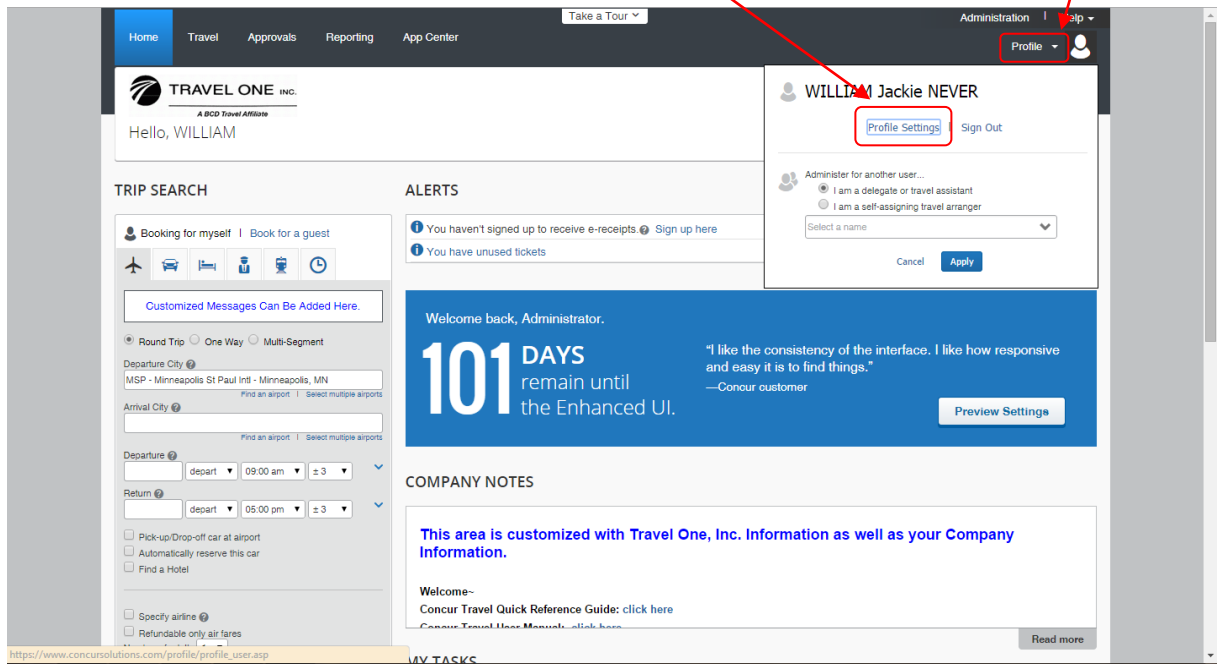 Take a Tour
Administration | Help
Home Travel Approvals Reporting App Center
Profile
TRAVEL ONE INC.
A BCD Travel Affiliate
Hello, WILLIAM
WILLIAM Jackie NEVER
Profile Settings | Sign Out
Administer for another user...
I am a delegate or travel assistant
I am a self-assigning travel arranger
Select a name
Cancel Apply
TRIP SEARCH
Booking for myself | Book for a guest
Customized Messages Can Be Added Here.
Round Trip One Way Multi-Segment
Departure City
MSP - Minneapolis St Paul Intl - Minneapolis, MN
Find an airport | Select multiple airports
Arrival City
Find an airport | Select multiple airports
Departure
depart 09:00 am ± 3
Return
depart 05:00 pm ± 3
Pick-up/Drop-off car at airport
Automatically reserve this car
Find a Hotel
Specify airline
Refundable only air fares
ALERTS
You haven't signed up to receive e-receipts. Sign up here
You have unused tickets
Welcome back, Administrator.
101 DAYS
remain until
the Enhanced UI.
“I like the consistency of the interface. I like how responsive
and easy it is to find things.”
—Concur customer
Preview Settings
COMPANY NOTES
This area is customized with Travel One, Inc. Information as well as your Company
Information.
Welcome~
Concur Travel Quick Reference Guide: click here
Concur Travel User Manual: click here
Read more
MY TASKS
https://www.concursolutions.com/profile/profile_user.asp